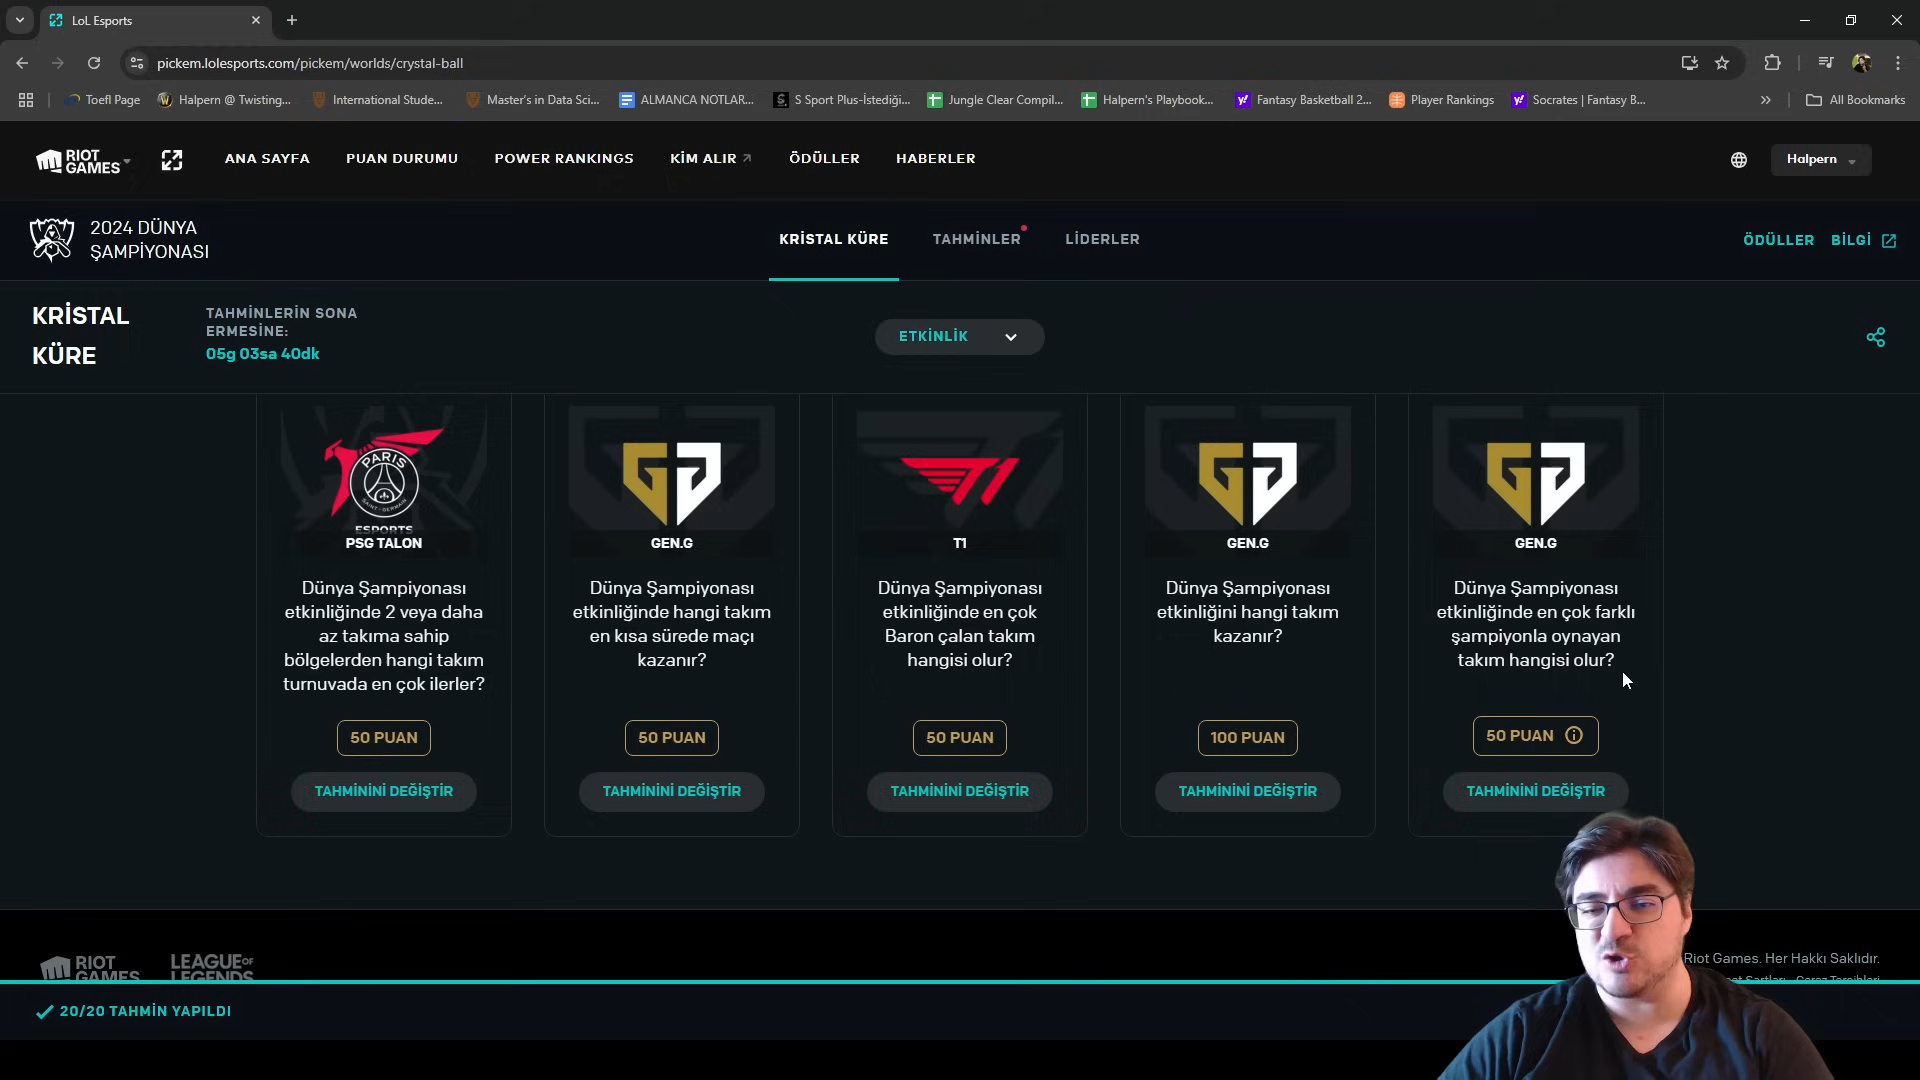 LoL Esports
pickem.lolesports.com/pickem/worlds/crystal-ball
Toefl Page
Halpern @ Twisting...
International Stude...
Master's in Data Sci...
ALMANCA NOTLAR...
S Sport Plus-İstediği...
Jungle Clear Compil...
Halpern's Playbook...
Fantasy Basketball 2...
Player Rankings
Socrates | Fantasy B...
All Bookmarks
RIOT
GAMES
ANA SAYFA
PUAN DURUMU
POWER RANKINGS
KİM ALIR
ÖDÜLLER
HABERLER
Halpern
2024 DÜNYA
ŞAMPİYONASI
KRİSTAL KÜRE
TAHMİNLER
LİDERLER
ÖDÜLLER
BİLGİ
KRİSTAL
KÜRE
TAHMİNLERİN SONA
ERMESİNE:
05g 03sa 40dk
ETKİNLİK
PARIS
SAINT-GERMAIN
ESPORTS
PSG TALON
Dünya Şampiyonası
etkinliğinde 2 veya daha
az takıma sahip
bölgelerden hangi takım
turnuvada en çok ilerler?
50 PUAN
TAHMİNİNİ DEĞİŞTİR
GEN.G
Dünya Şampiyonası
etkinliğinde hangi takım
en kısa sürede maçı
kazanır?
50 PUAN
TAHMİNİNİ DEĞİŞTİR
T1
T1
Dünya Şampiyonası
etkinliğinde en çok
Baron çalan takım
hangisi olur?
50 PUAN
TAHMİNİNİ DEĞİŞTİR
GEN.G
Dünya Şampiyonası
etkinliğini hangi takım
kazanır?
100 PUAN
TAHMİNİNİ DEĞİŞTİR
GEN.G
Dünya Şampiyonası
etkinliğinde en çok farklı
şampiyonla oynayan
takım hangisi olur?
50 PUAN
TAHMİNİNİ DEĞİŞTİR
RIOT
GAMES
LEAGUE OF
LEGENDS
Riot Games. Her Hakkı Saklıdır.
20/20 TAHMİN YAPILDI